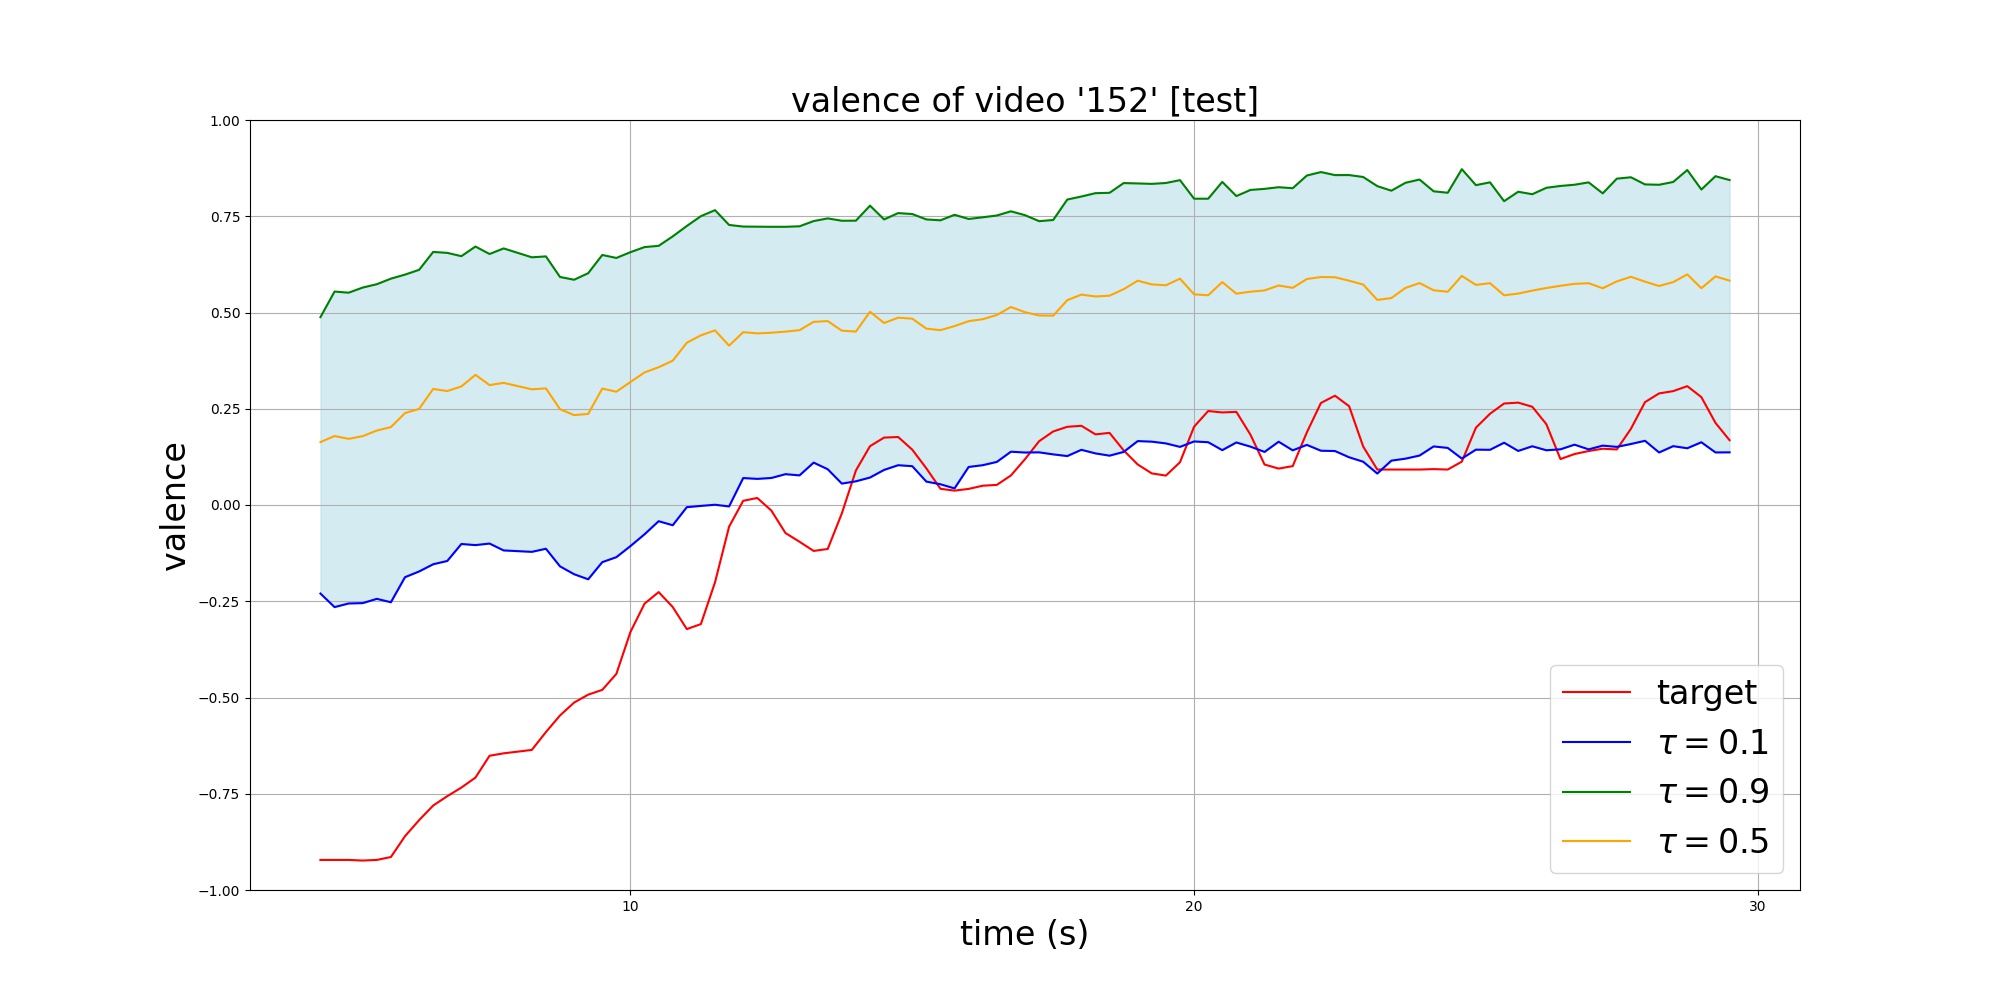 valence of video '152' [test]
valence
1.00
0.75
0.50
0.25
0.00
−0.25
−0.50
−0.75
−1.00
10
20
30
time (s)
target
τ = 0.1
τ = 0.9
τ = 0.5